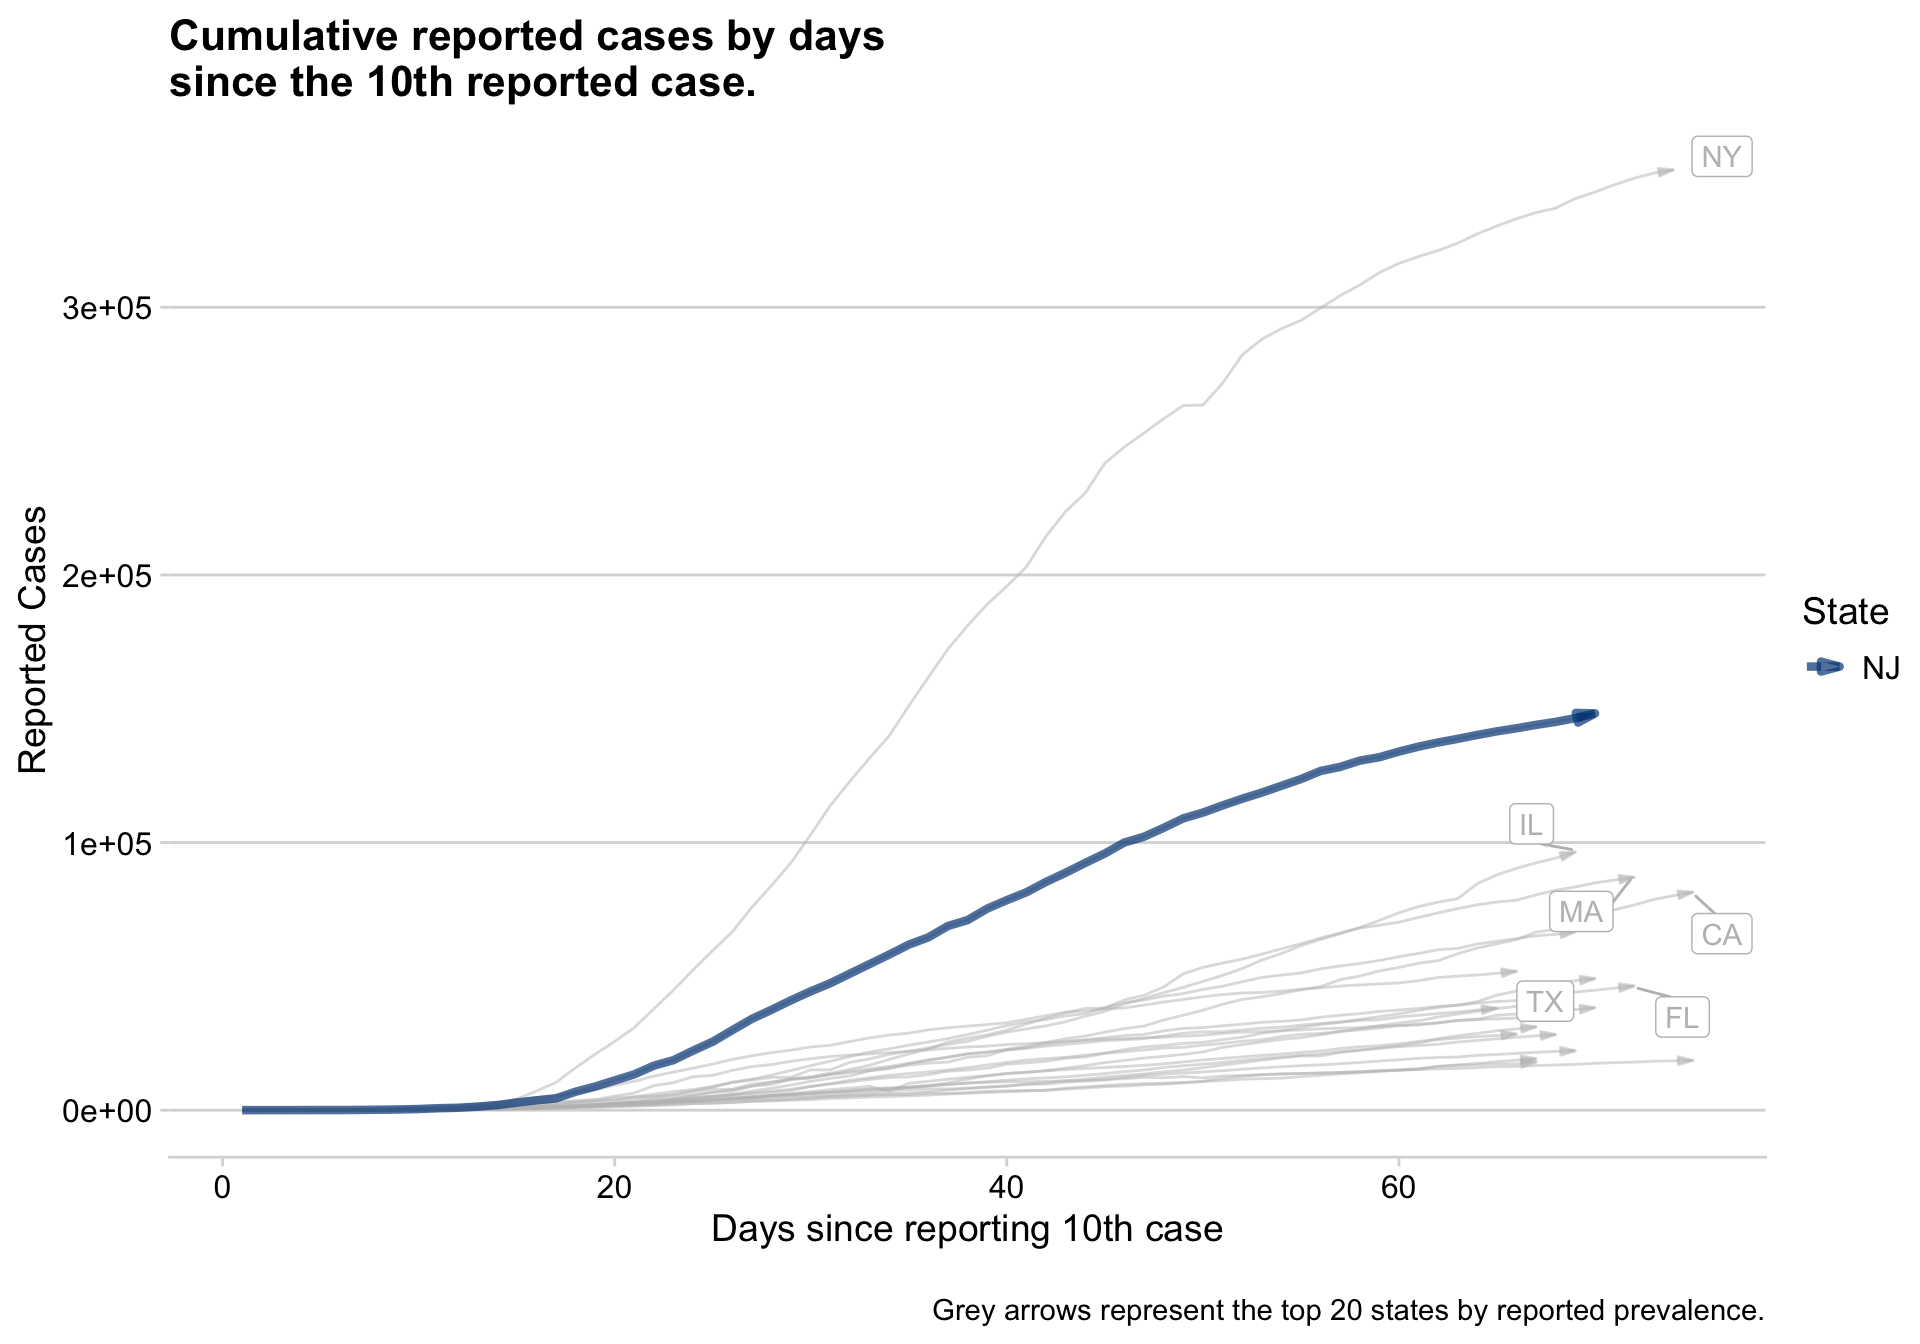 Cumulative reported cases by days
since the 10th reported case.
NY
3e+05
2e+05
1e+05
0e+00
Reported Cases
State
NJ
IL
MA
CA
TX
FL
0
20
40
60
Days since reporting 10th case
Grey arrows represent the top 20 states by reported prevalence.